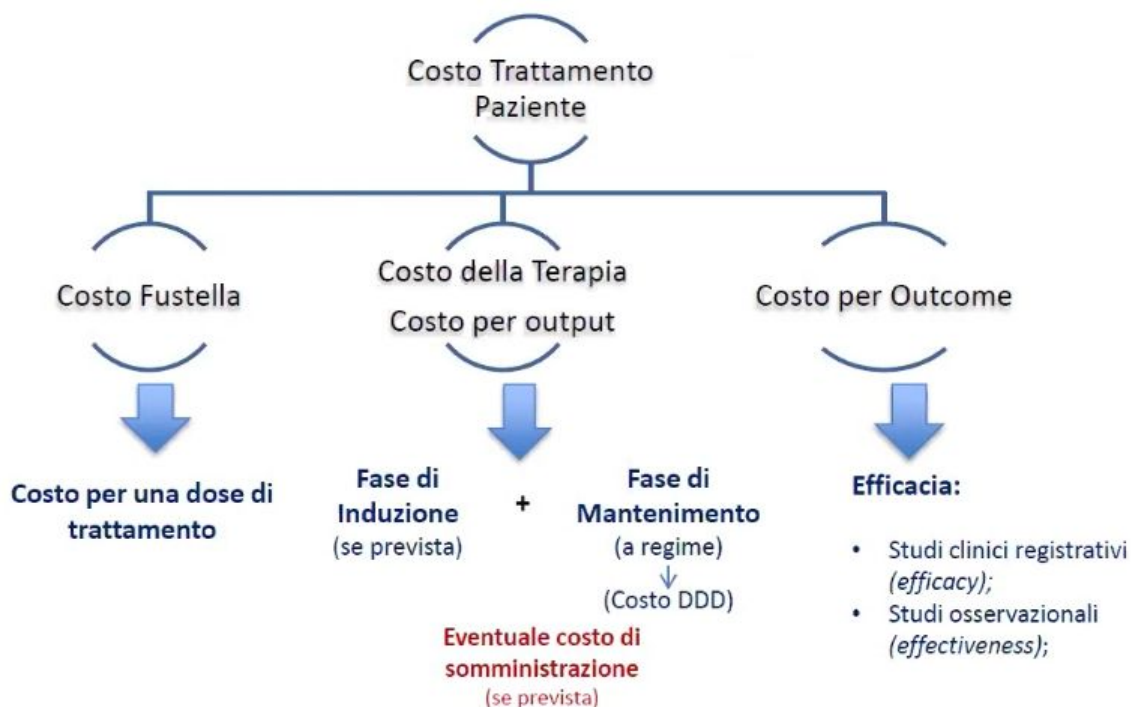 Costo Trattamento
Paziente
Costo Fustella
Costo della Terapia
Costo per output
Costo per Outcome
Costo per una dose di
trattamento
Fase di
Induzione
(se prevista)
+
Fase di
Mantenimento
(a regime)
(Costo DDD)
Eventuale costo di
somministrazione
(se prevista)
Efficacia:
• Studi clinici registrativi
(efficacy);
• Studi osservazionali
(effectiveness);